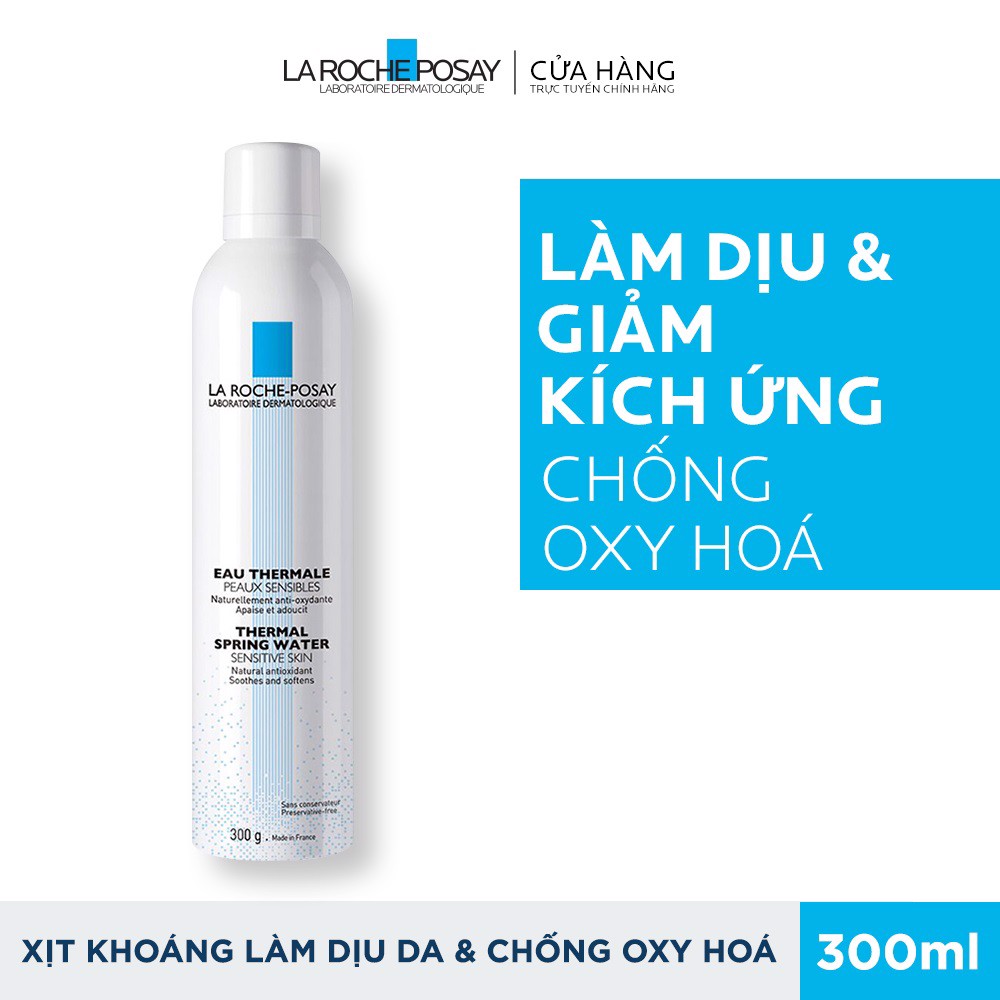 LA ROCHE POSAY
LABORATOIRE DERMATOLOGIQUE
CỬA HÀNG
TRỰC TUYẾN CHÍNH HÃNG
LÀM DỊU &
GIẢM
KÍCH ỨNG
CHỐNG
OXY HOÁ
LA ROCHE-POSAY
LABORATOIRE DERMATOLOGIQUE
EAU THERMALE
PEAUX SENSIBLES
Naturellement anti-oxydante
Apaise et adoucit
THERMAL
SPRING WATER
SENSITIVE SKIN
Natural antioxidant
Soothes and softens
Sans conservateur
Preservative-free
300 g . Made in France
XỊT KHOÁNG LÀM DỊU DA & CHỐNG OXY HOÁ
300ml